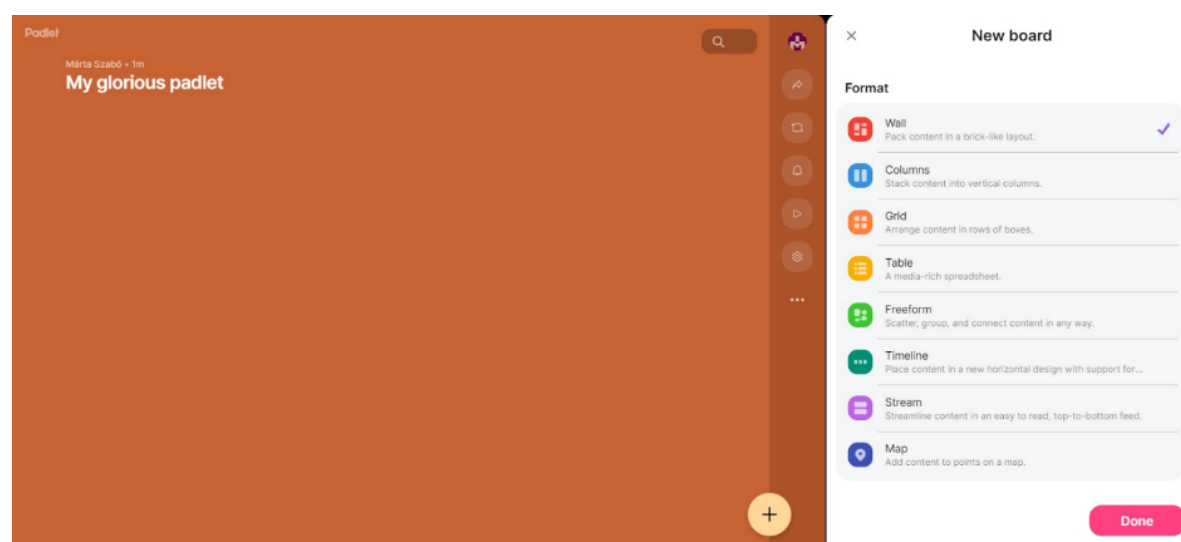 Padlet
Márta Szabó • 1m
My glorious padlet
New board
Format
Wall
Pack content in a brick-like layout.
Columns
Stack content into vertical columns.
Grid
Arrange content in rows of boxes.
Table
A media-rich spreadsheet.
Freeform
Scatter, group, and connect content in any way.
Timeline
Place content in a new horizontal design with support for...
Stream
Streamline content in an easy to read, top-to-bottom feed.
Map
Add content to points on a map.
Done